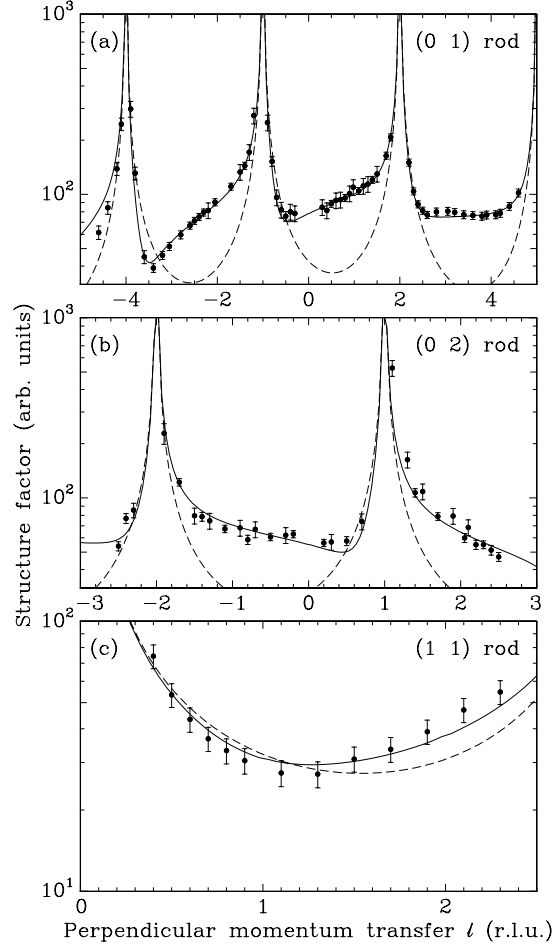 10³
(a)
(0 1) rod
10²
−4
−2
0
2
4
10³
(b)
(0 2) rod
10²
−3
−2
−1
0
1
2
3
10²
(c)
(1 1) rod
10¹
0
1
2
Structure factor (arb. units)
Perpendicular momentum transfer l (r.l.u.)